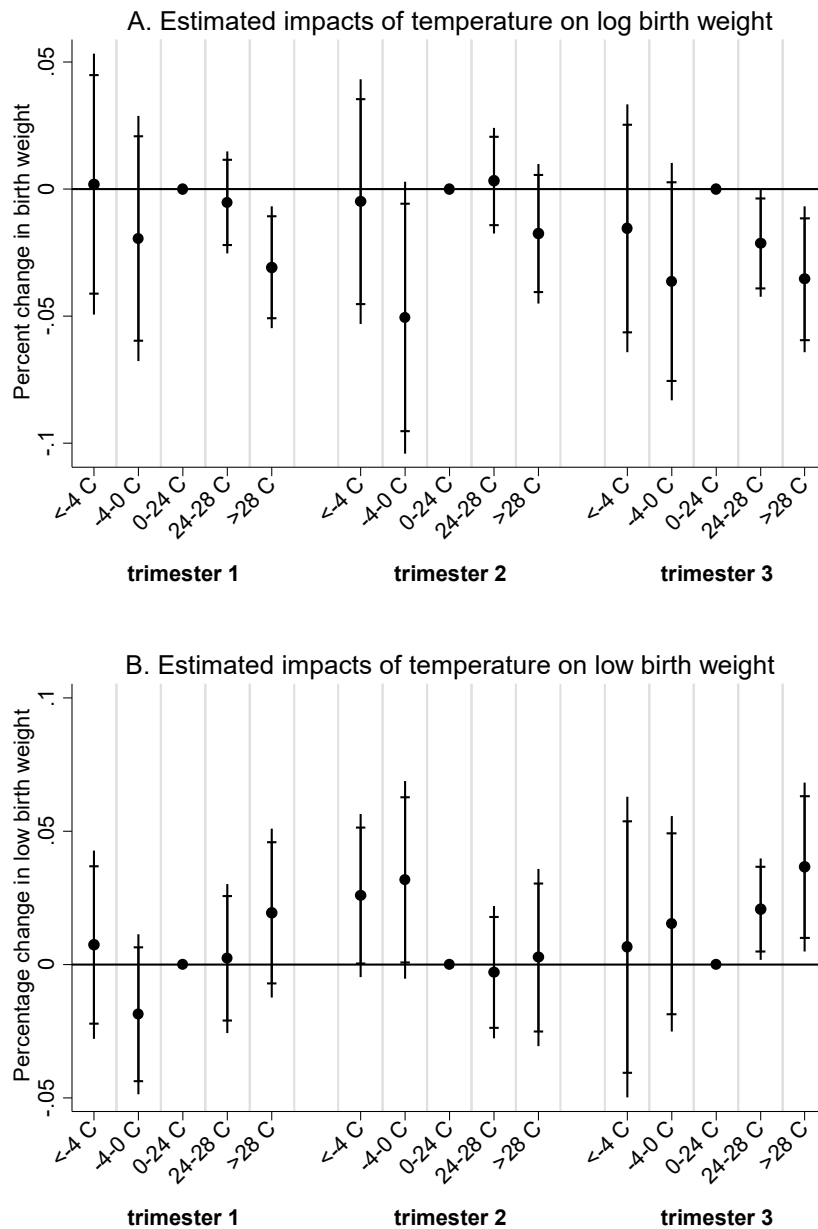 A. Estimated impacts of temperature on log birth weight
Percent change in birth weight
.05
0
-.05
-.1
<-4 C
-4-0 C
0-24 C
24-28 C
>28 C
<-4 C
-4-0 C
0-24 C
24-28 C
>28 C
<-4 C
-4-0 C
0-24 C
24-28 C
>28 C
trimester 1
trimester 2
trimester 3
B. Estimated impacts of temperature on low birth weight
Percentage change in low birth weight
.1
.05
0
-.05
<-4 C
-4-0 C
0-24 C
24-28 C
>28 C
<-4 C
-4-0 C
0-24 C
24-28 C
>28 C
<-4 C
-4-0 C
0-24 C
24-28 C
>28 C
trimester 1
trimester 2
trimester 3